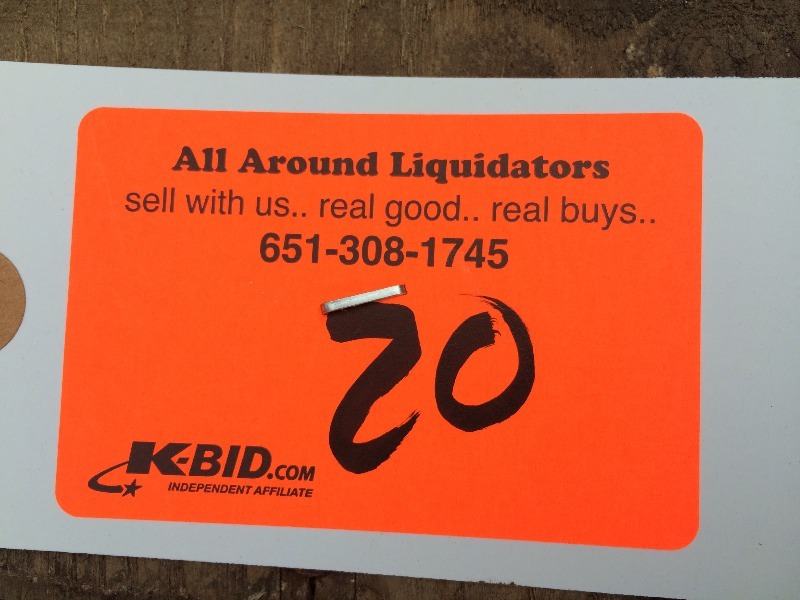 All Around Liquidators
sell with us.. real good.. real buys..
651-308-1745
20
K-BID.COM
INDEPENDENT AFFILIATE